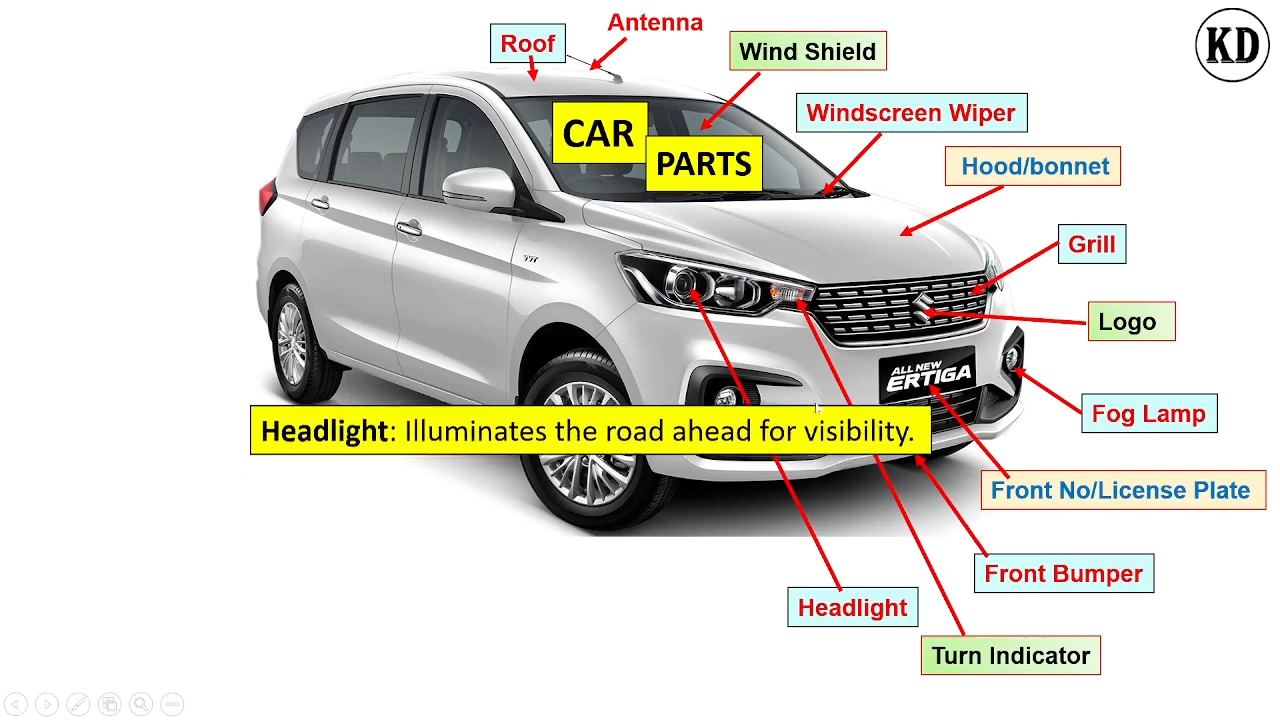 Antenna
Roof
Wind Shield
KD
CAR
PARTS
Windscreen Wiper
Hood/bonnet
Grill
Logo
ALL NEW
ERTIGA
Fog Lamp
Headlight: Illuminates the road ahead for visibility.
Front No/License Plate
Front Bumper
Headlight
Turn Indicator